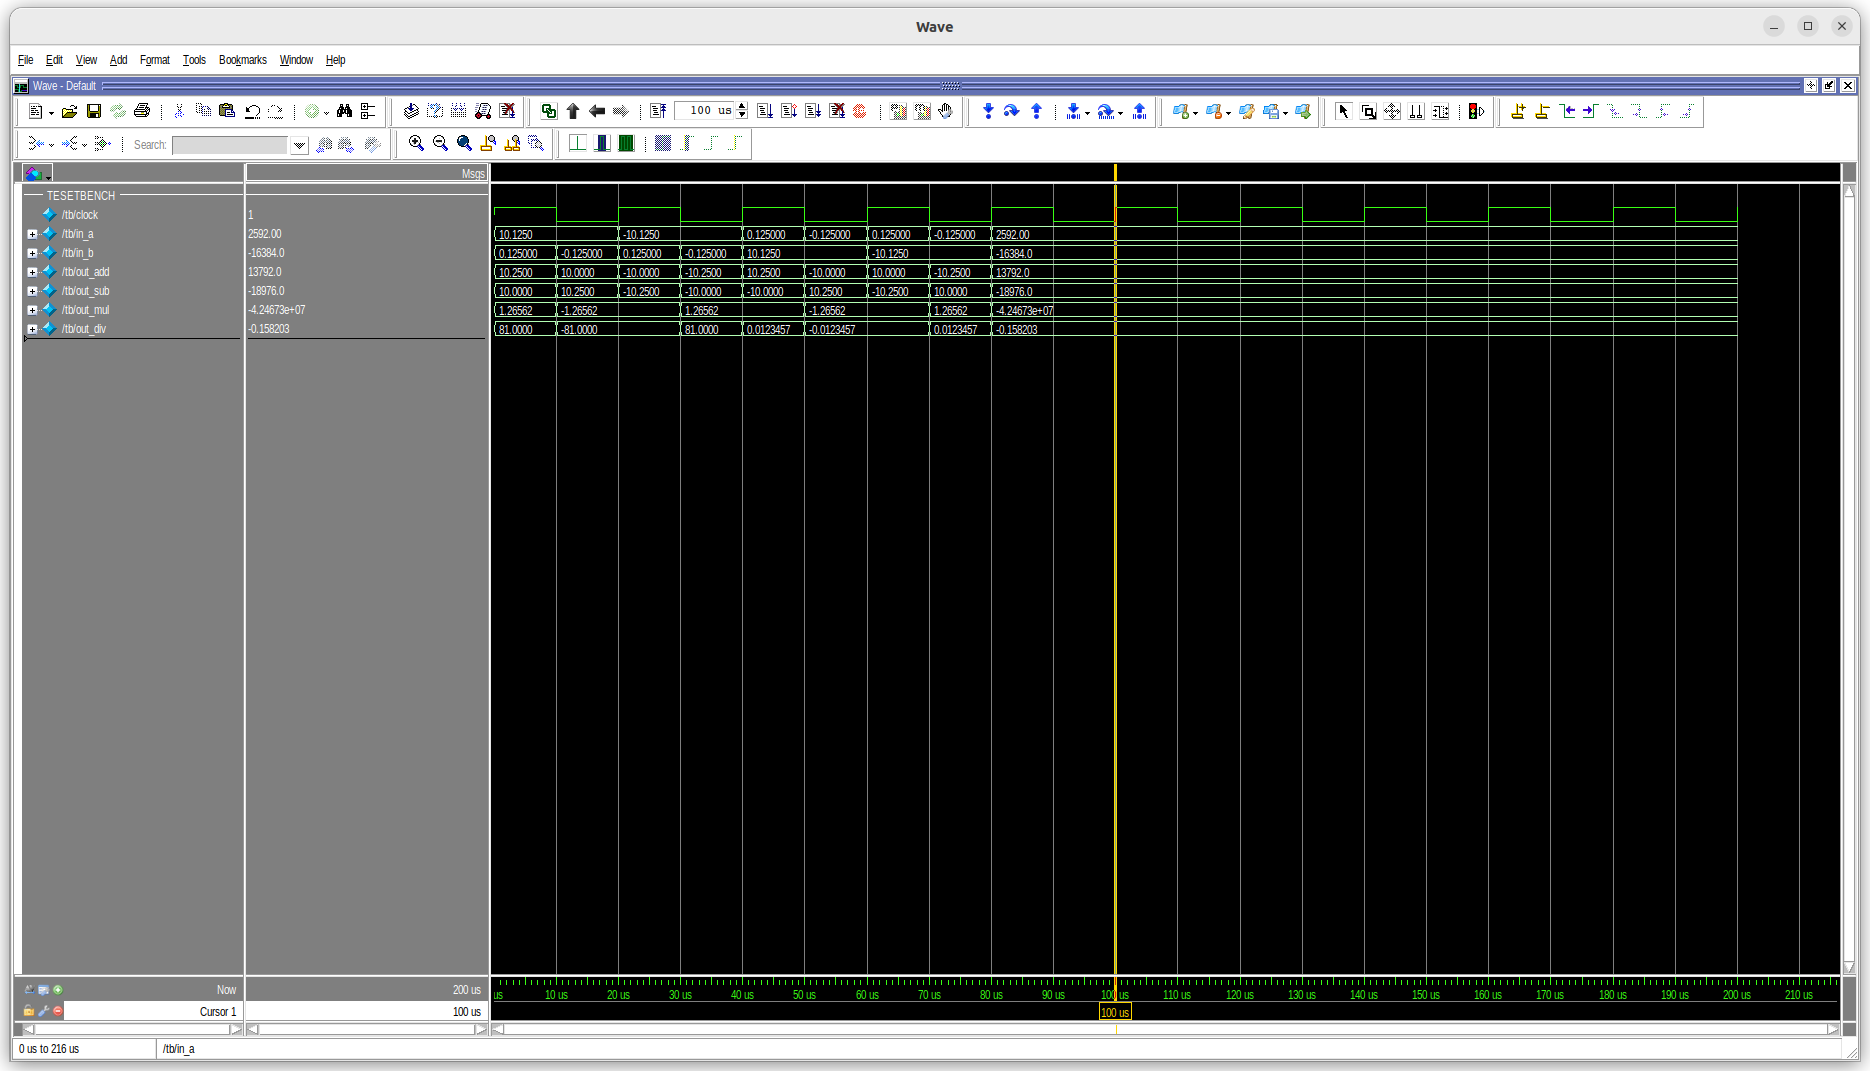 Wave
File Edit View Add Format Tools Bookmarks Window Help
Wave - Default
100 us
Search:
Msgs
TESETBENCH
/tb/clock 1
/tb/in_a 2592.00 10.1250 -10.1250 0.125000 -0.125000 0.125000 -0.125000 2592.00
/tb/in_b -16384.0 0.125000 -0.125000 0.125000 -0.125000 10.1250 -10.1250 -16384.0
/tb/out_add 13792.0 10.2500 10.0000 -10.0000 -10.2500 10.2500 -10.0000 10.0000 -10.2500 13792.0
/tb/out_sub -18976.0 10.0000 10.2500 -10.2500 -10.0000 -10.0000 10.2500 -10.2500 10.0000 -18976.0
/tb/out_mul -4.24673e+07 1.26562 -1.26562 1.26562 -1.26562 1.26562 -4.24673e+07
/tb/out_div -0.158203 81.0000 -81.0000 81.0000 0.0123457 -0.0123457 0.0123457 -0.158203
Now 200 us us 10 us 20 us 30 us 40 us 50 us 60 us 70 us 80 us 90 us 100 us 110 us 120 us 130 us 140 us 150 us 160 us 170 us 180 us 190 us 200 us 210 us
Cursor 1 100 us 100 us
0 us to 216 us /tb/in_a